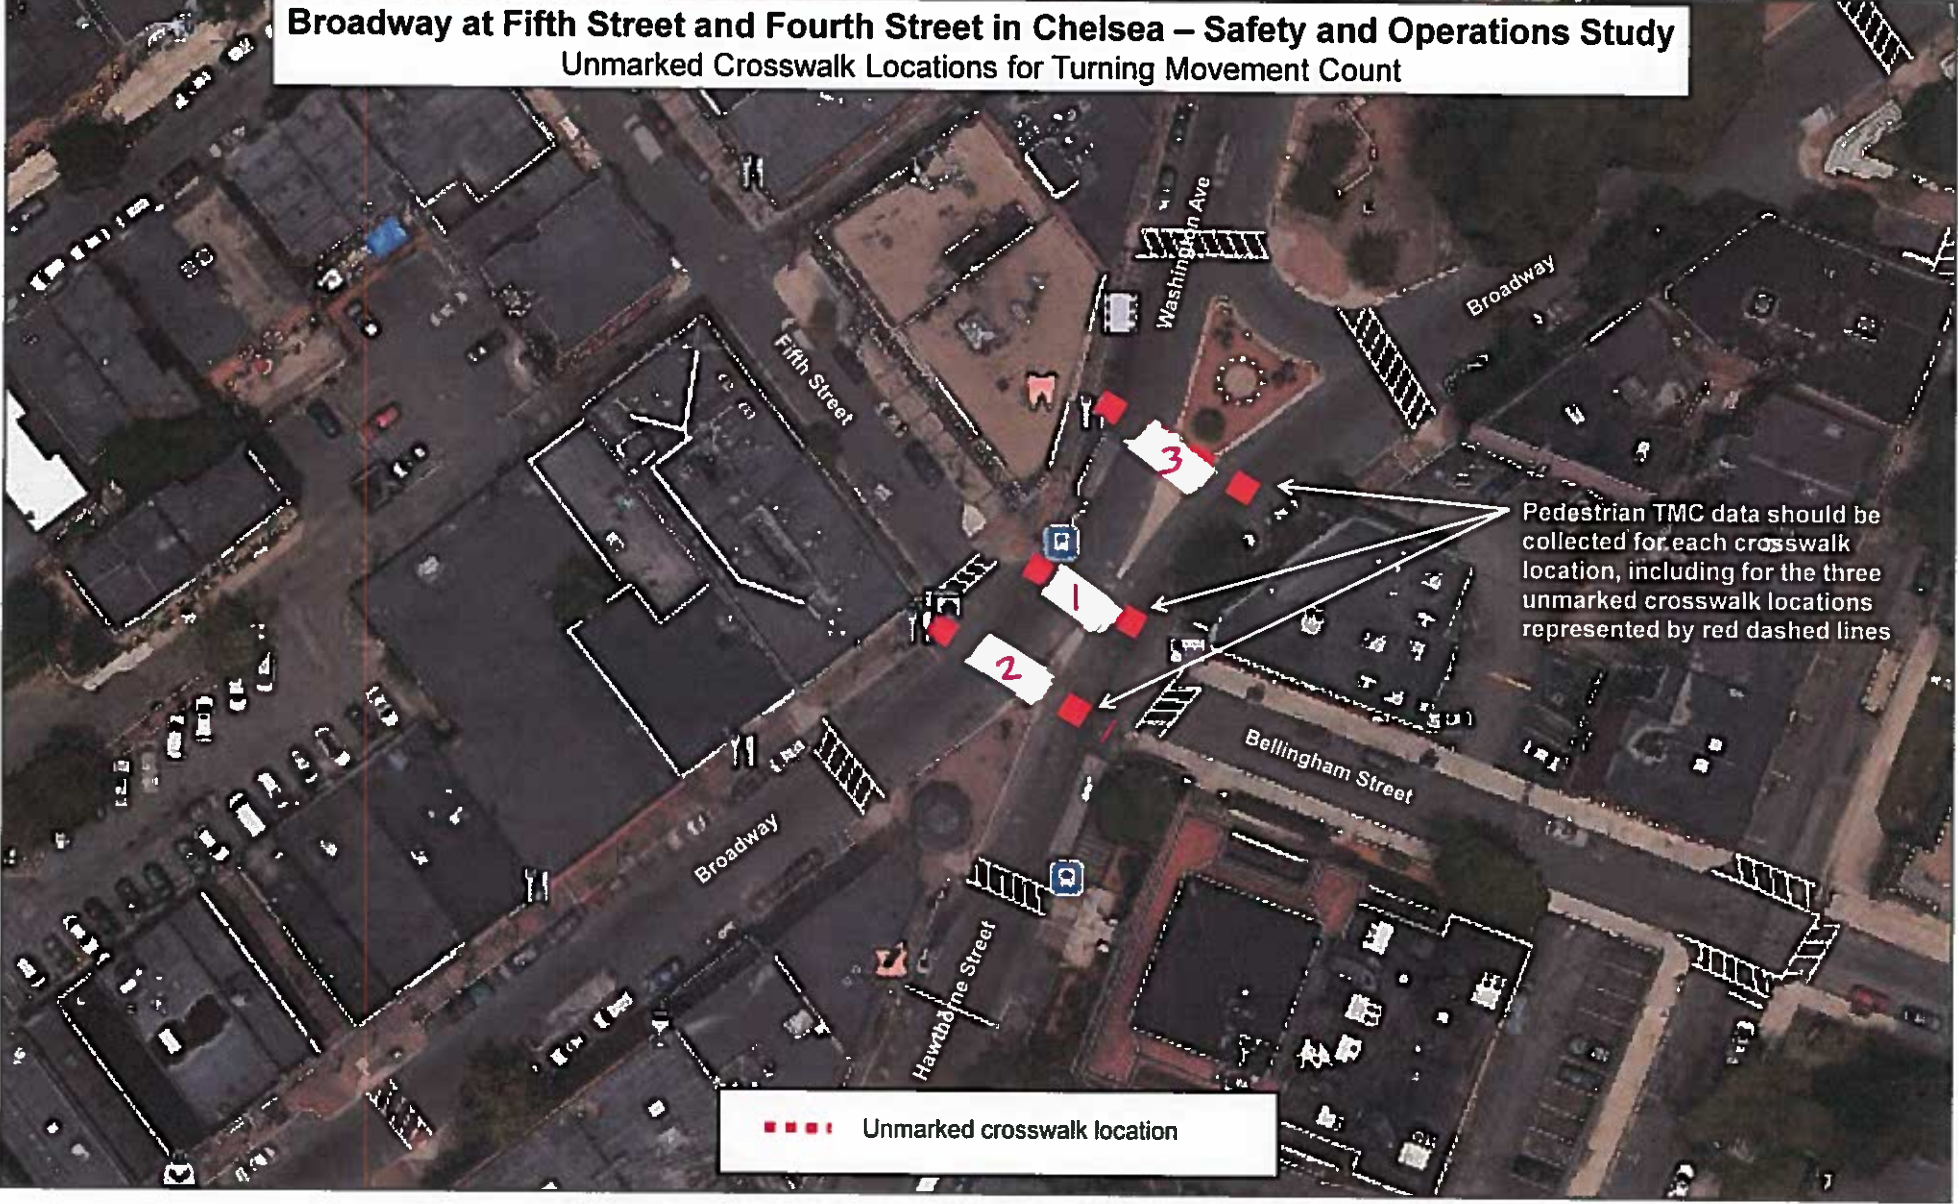 Broadway at Fifth Street and Fourth Street in Chelsea – Safety and Operations Study
Unmarked Crosswalk Locations for Turning Movement Count
Washington Ave
Broadway
Fifth Street
3
Pedestrian TMC data should be
collected for each crosswalk
location, including for the three
unmarked crosswalk locations
represented by red dashed lines
1
2
Bellingham Street
Broadway
Hawthorne Street
Unmarked crosswalk location